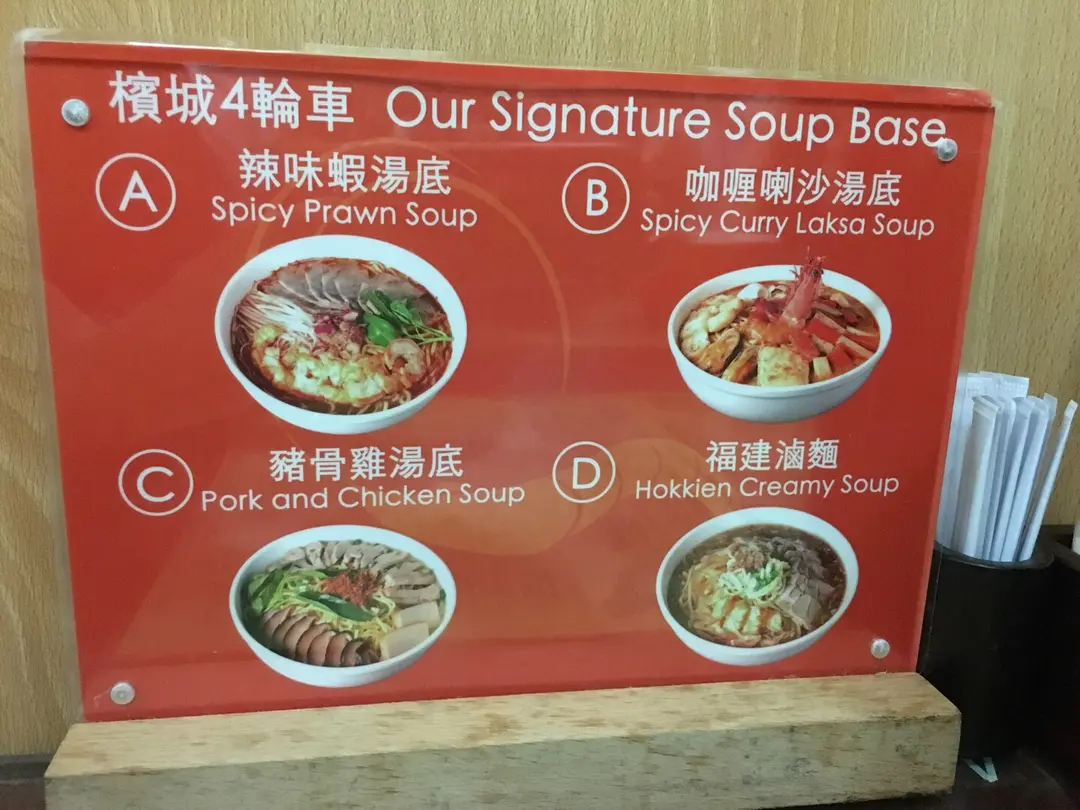 檳城4輪車 Our Signature Soup Base
A 辣味蝦湯底
Spicy Prawn Soup
B 咖喱喇沙湯底
Spicy Curry Laksa Soup
C 豬骨雞湯底
Pork and Chicken Soup
D 福建滷麵
Hokkien Creamy Soup